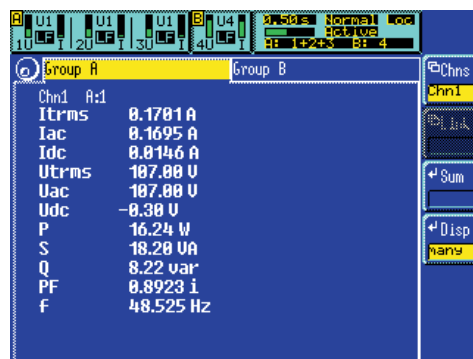 A U1 U1 U1 B U4 0.50s Normal Loc
LF LF LF LF Active
1U I 2U I 3U I 4U I A: 1+2+3 B: 4
Group A Group B
Chns
Chn1
Chn1 A:1
Itrms 0.1701 A
Iac 0.1695 A
Idc 0.0146 A
Utrms 107.00 V
Uac 107.00 V
Udc -0.30 V
P 16.24 W
S 18.20 VA
Q 8.22 var
PF 0.8923 i
f 48.525 Hz
Link
Sum
Disp
many